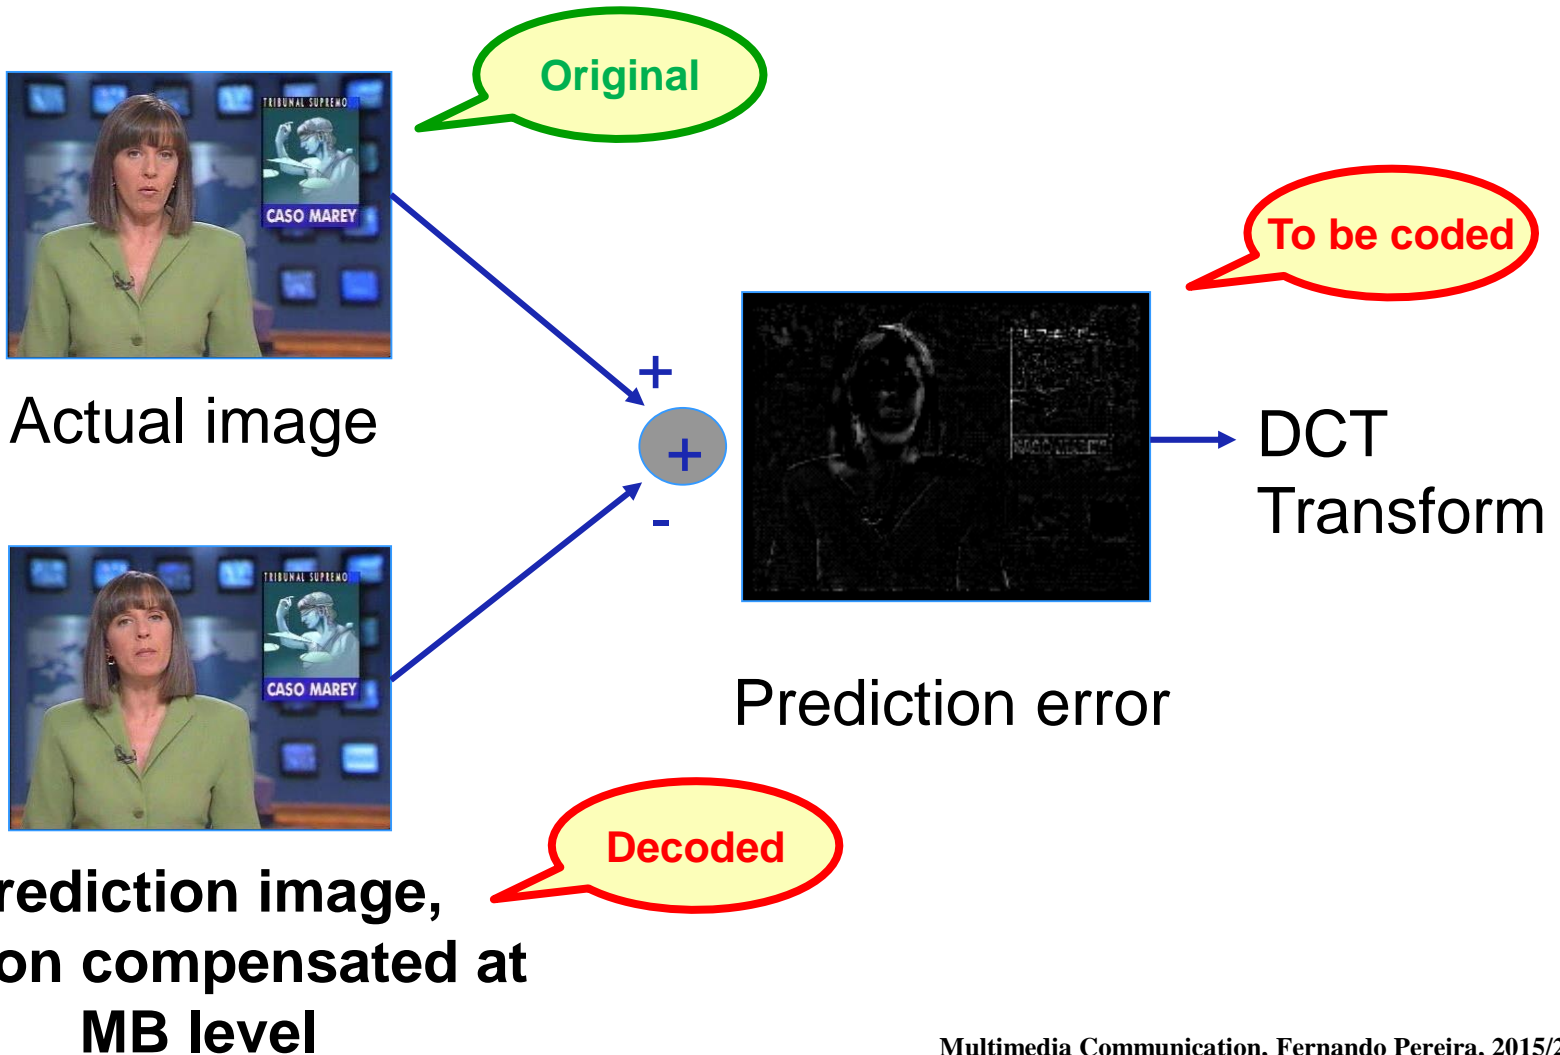 Original
TRIBUNAL SUPREMO
CASO MAREY
To be coded
+
Actual image
+
DCT
Transform
-
TRIBUNAL SUPREMO
CASO MAREY
Prediction error
Decoded
rediction image,
on compensated at
MB level
Multimedia Communication, Fernando Pereira, 2015/2